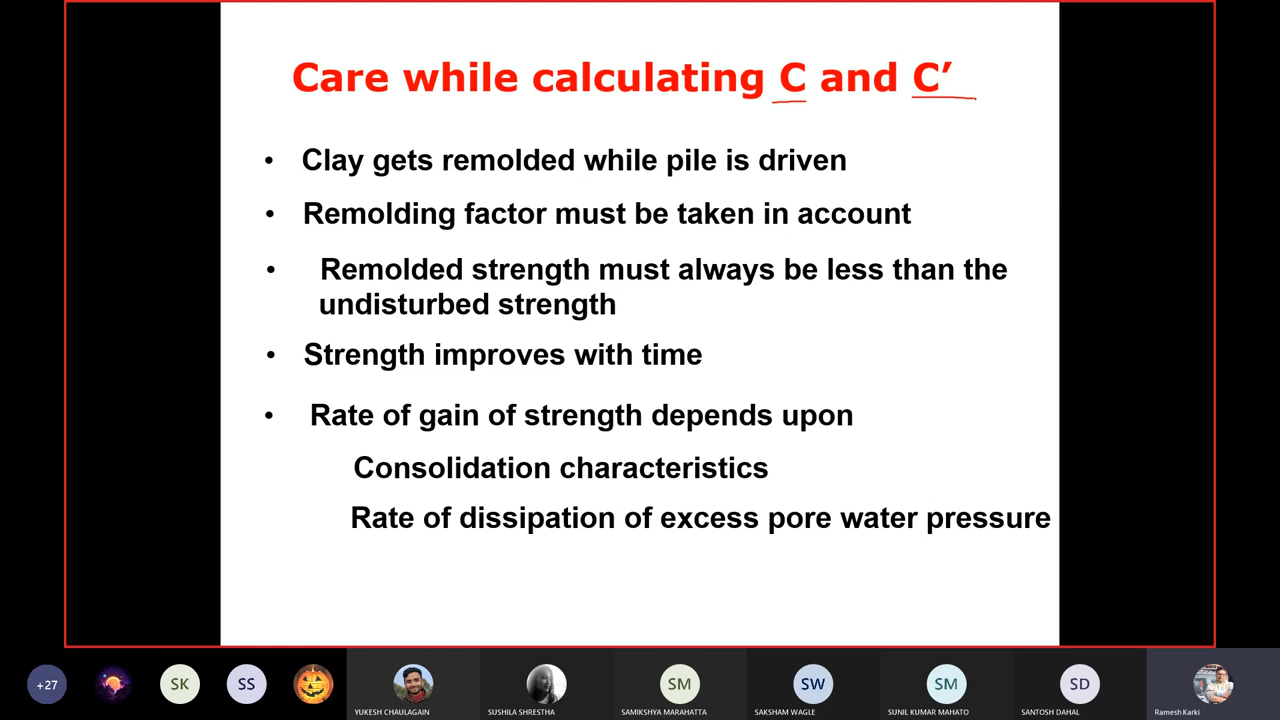 Care while calculating C and C’
• Clay gets remolded while pile is driven
• Remolding factor must be taken in account
• Remolded strength must always be less than the
undisturbed strength
• Strength improves with time
• Rate of gain of strength depends upon
Consolidation characteristics
Rate of dissipation of excess pore water pressure
+27
SK
SS
SM
SW
SM
SD
YUKESH CHAULAGAIN
SUSHILA SHRESTHA
SAMIKSHYA MARAHATTA
SAKSHAM WAGLE
SUNIL KUMAR MAHATO
SANTOSH DAHAL
Ramesh Karki